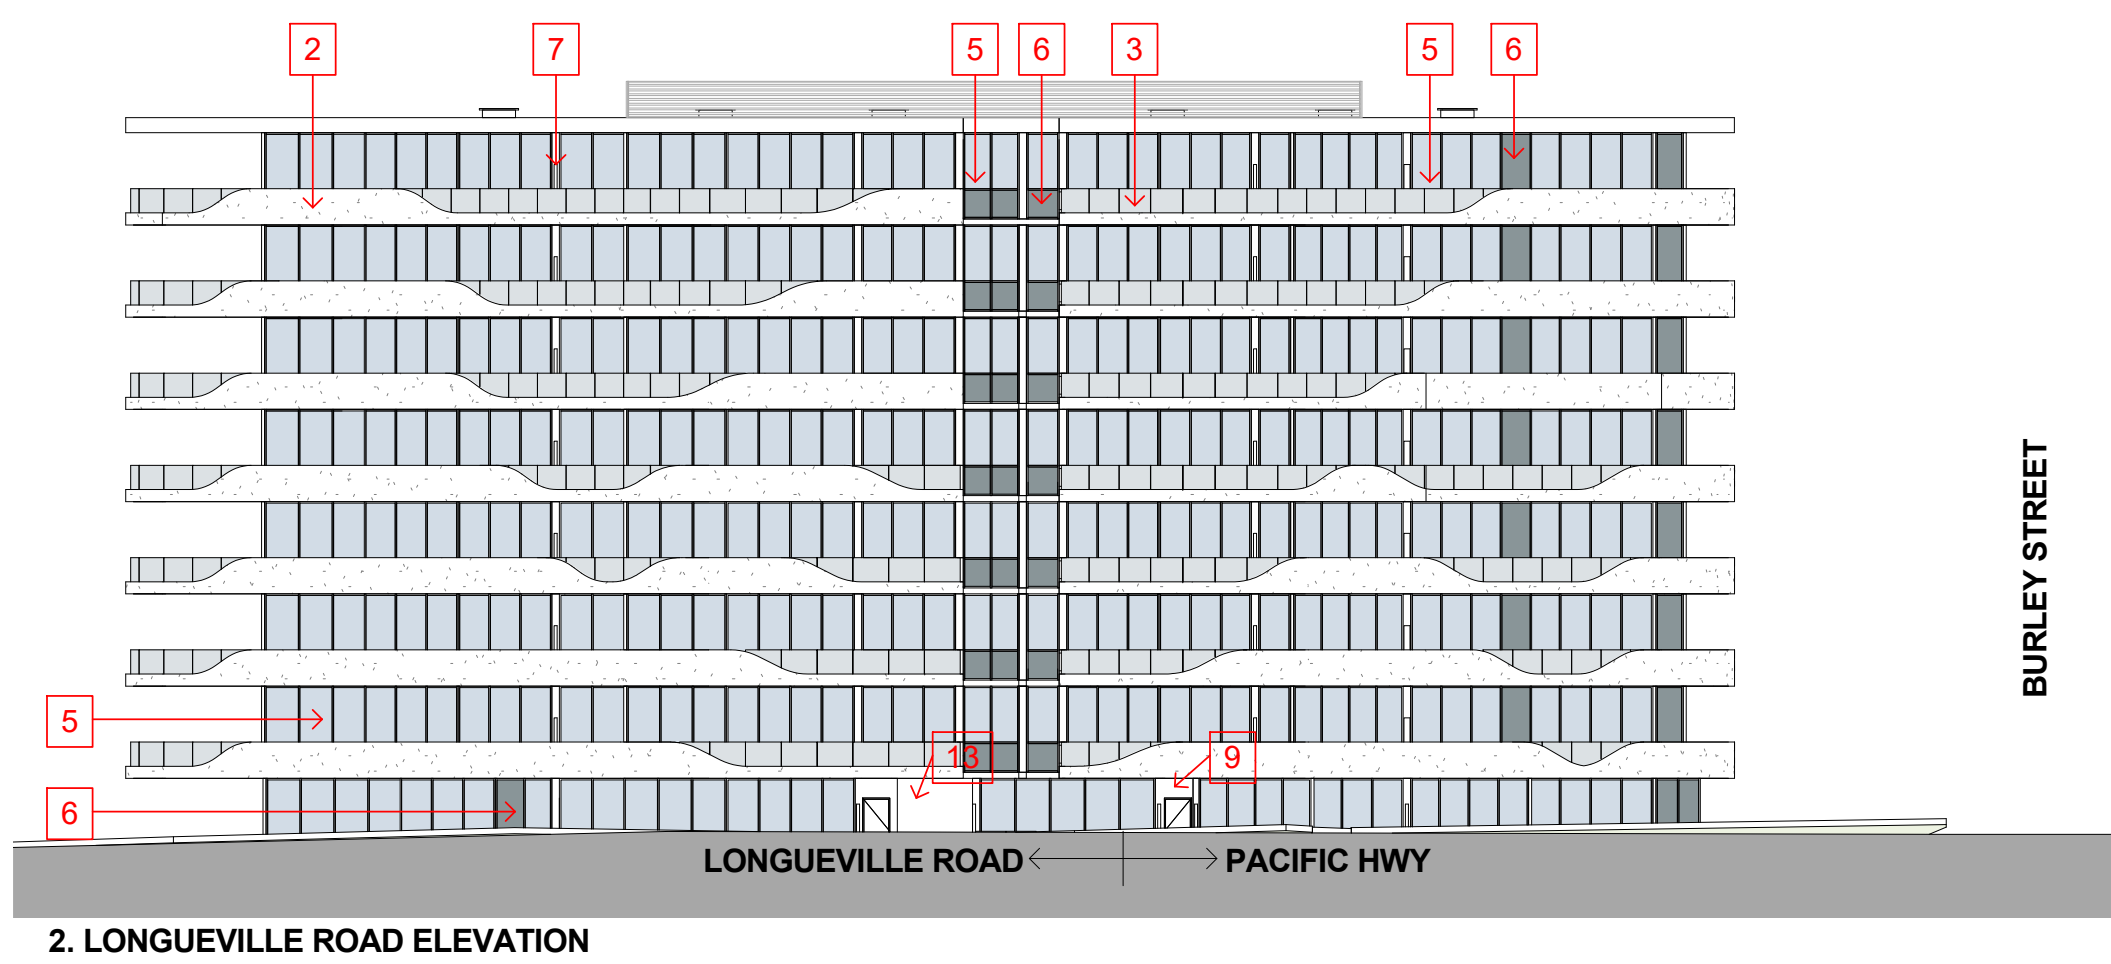 2
7
5
6
3
5
6
BURLEY STREET
5
13
9
6
LONGUEVILLE ROAD
PACIFIC HWY
2. LONGUEVILLE ROAD ELEVATION